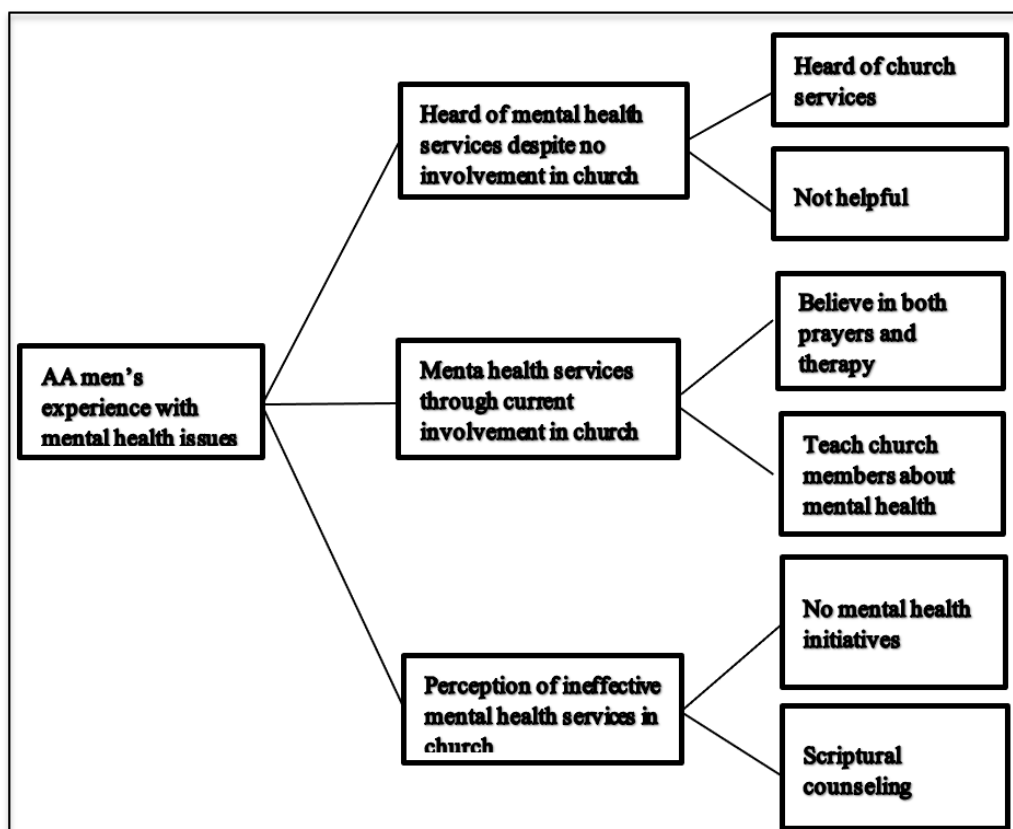 Heard of church
services
Heard of mental health
services despite no
involvement in church
Not helpful
Believe in both
prayers and
therapy
AA men's
experience with
mental health issues
Menta health services
through current
involvement in church
Teach church
members about
mental health
No mental health
initiatives
Perception of ineffective
mental health services in
church
Scriptural
counseling